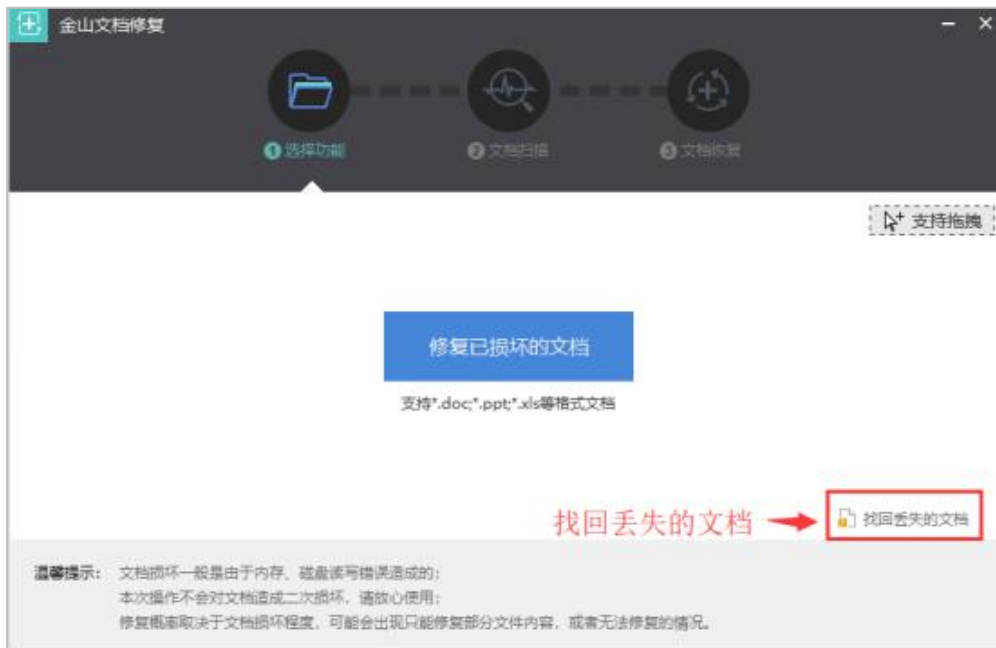 金山文档修复
1 选择功能
2 文档扫描
3 文档恢复
支持拖拽
修复已损坏的文档
支持*.doc;*.ppt;*.xls等格式文档
找回丢失的文档
找回丢失的文档
温馨提示: 文档损坏一般是由于内存、磁盘读写错误造成的;
本次操作不会对文档造成二次损坏,请放心使用;
修复概率取决于文档损坏程度,可能会出现只能修复部分文件内容,或者无法修复的情况。